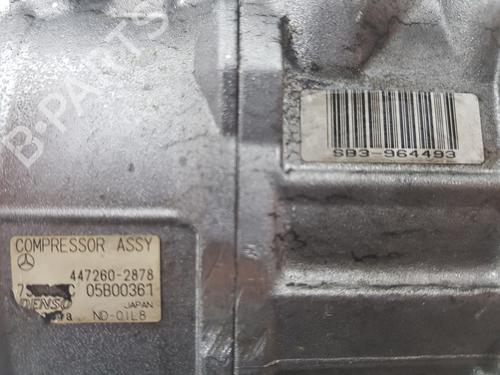 B-PARTS
SB3-964493
COMPRESSOR ASSY
447260-2878
05B00361
DENSO JAPAN
ND-OIL8